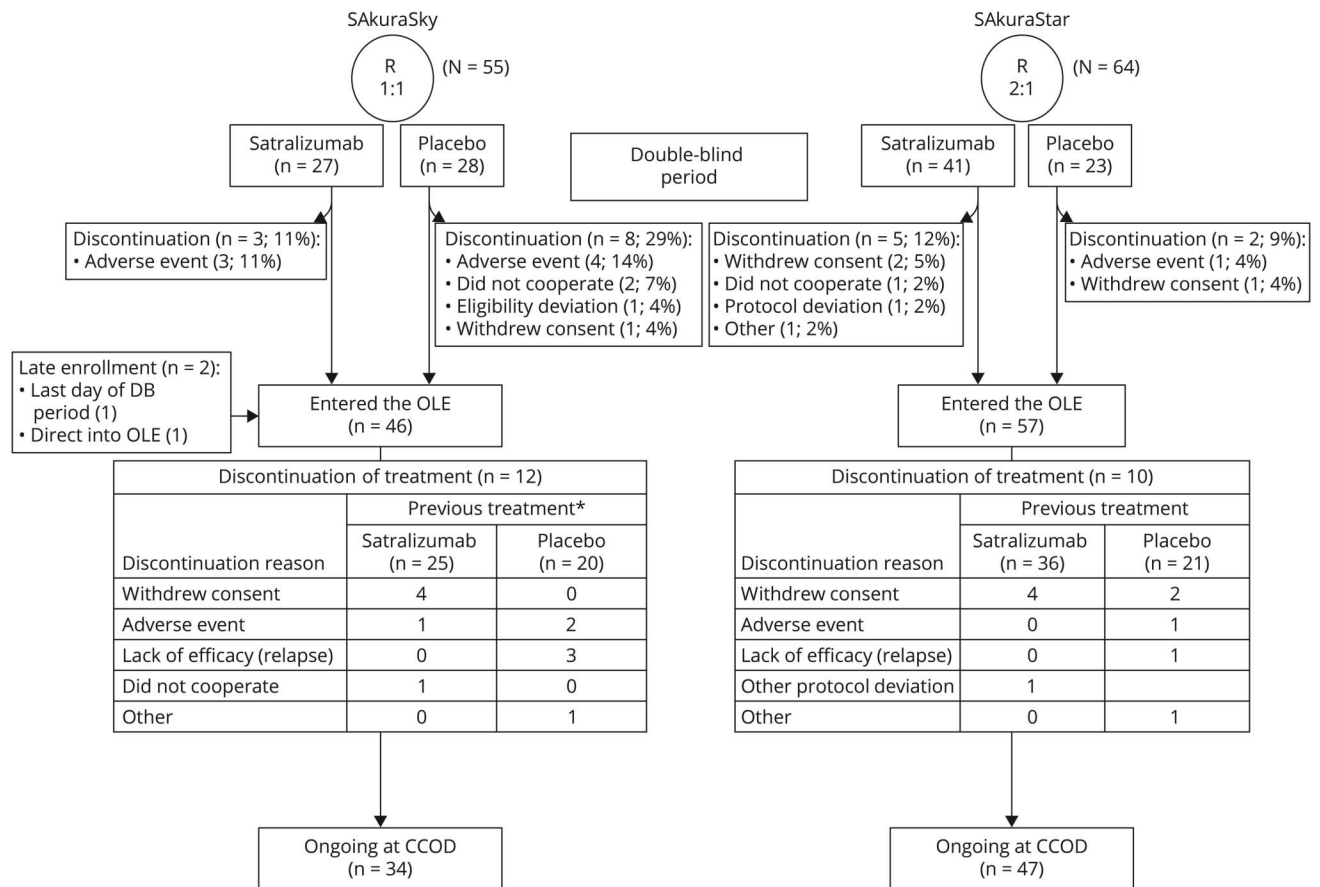 SAkuraSky
R
1:1
(N = 55)
Satralizumab
(n = 27)
Placebo
(n = 28)
Discontinuation (n = 3; 11%):
• Adverse event (3; 11%)
Discontinuation (n = 8; 29%):
• Adverse event (4; 14%)
• Did not cooperate (2; 7%)
• Eligibility deviation (1; 4%)
• Withdrew consent (1; 4%)
Late enrollment (n = 2):
• Last day of DB
period (1)
• Direct into OLE (1)
Entered the OLE
(n = 46)
Discontinuation of treatment (n = 12)
Previous treatment*
Discontinuation reason
Satralizumab
(n = 25)
Placebo
(n = 20)
Withdrew consent 4 0
Adverse event 1 2
Lack of efficacy (relapse) 0 3
Did not cooperate 1 0
Other 0 1
Ongoing at CCOD
(n = 34)
Double-blind
period
SAkuraStar
R
2:1
(N = 64)
Satralizumab
(n = 41)
Placebo
(n = 23)
Discontinuation (n = 5; 12%):
• Withdrew consent (2; 5%)
• Did not cooperate (1; 2%)
• Protocol deviation (1; 2%)
• Other (1; 2%)
Discontinuation (n = 2; 9%):
• Adverse event (1; 4%)
• Withdrew consent (1; 4%)
Entered the OLE
(n = 57)
Discontinuation of treatment (n = 10)
Previous treatment
Discontinuation reason
Satralizumab
(n = 36)
Placebo
(n = 21)
Withdrew consent 4 2
Adverse event 0 1
Lack of efficacy (relapse) 0 1
Other protocol deviation 1
Other 0 1
Ongoing at CCOD
(n = 47)